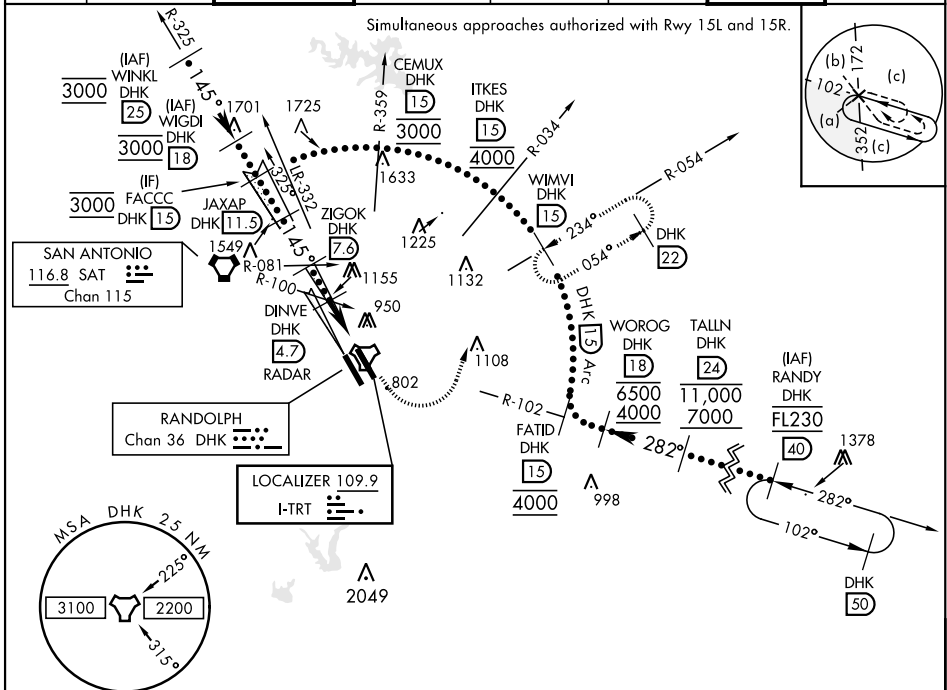 Simultaneous approaches authorized with Rwy 15L and 15R.
R-325
(IAF)
WINKL
DHK
25
3000
145°
1701
(IAF)
WIGDI
DHK
18
3000
(IF)
FACCC
DHK 15
3000
325°
LR-332
1725
R-359
CEMUX
DHK
15
3000
1633
ITKES
DHK
15
4000
R-034
WIMVI
DHK
15
R-054
234°
054°
DHK
22
(b)
172
102
(c)
(a)
352
(c)
JAXAP
DHK 11.5
145°
ZIGOK
DHK
7.6
1225
1132
1549
SAN ANTONIO
116.8 SAT
Chan 115
R-081
R-100
1155
950
DINVE
DHK
4.7
RADAR
1108
802
DHK 15 Arc
WOROG
DHK
18
6500
4000
TALLN
DHK
24
11,000
7000
(IAF)
RANDY
DHK
FL230
40
1378
R-102
FATID
DHK
15
4000
282°
998
282°
102°
DHK
50
RANDOLPH
Chan 36 DHK
LOCALIZER 109.9
I-TRT
2049
MSA DHK 25 NM
225°
3100
2200
315°